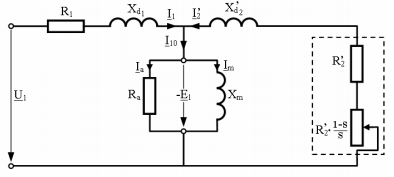 R1
Xd1
I1
I'2
X'd2
I10
R'2
Ia
Im
Ra
-E1
Xm
U1
R'2·(1-s)/s